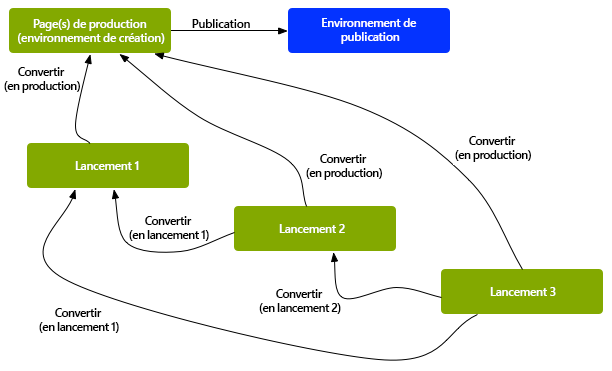 Page(s) de production
(environnement de création)
Publication
Environnement de
publication
Convertir
(en production)
Convertir
(en production)
Convertir
(en production)
Lancement 1
Lancement 2
Convertir
(en lancement 1)
Lancement 3
Convertir
(en lancement 2)
Convertir
(en lancement 1)